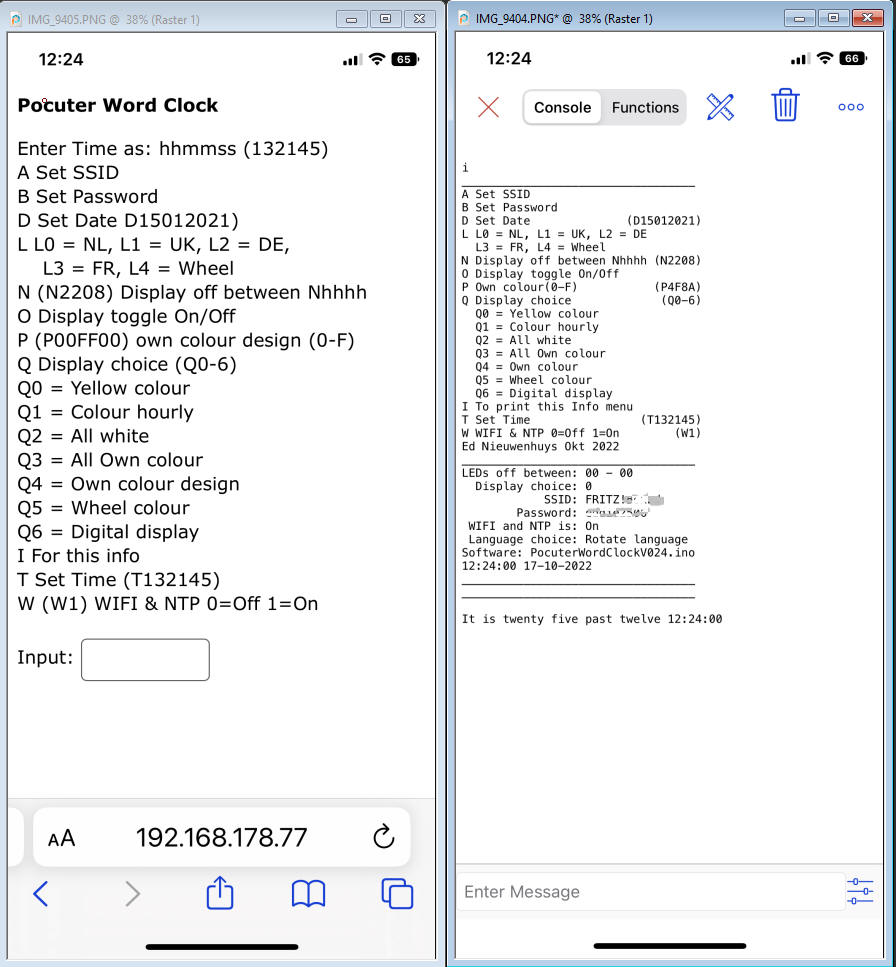 IMG_9405.PNG @ 38% (Raster 1)
12:24
65
Pocuter Word Clock
Enter Time as: hhmmss (132145)
A Set SSID
B Set Password
D Set Date D15012021)
L L0 = NL, L1 = UK, L2 = DE,
L3 = FR, L4 = Wheel
N (N2208) Display off between Nhhhh
O Display toggle On/Off
P (P00FF00) own colour design (0-F)
Q Display choice (Q0-6)
Q0 = Yellow colour
Q1 = Colour hourly
Q2 = All white
Q3 = All Own colour
Q4 = Own colour design
Q5 = Wheel colour
Q6 = Digital display
I For this info
T Set Time (T132145)
W (W1) WIFI & NTP 0=Off 1=On
Input:
AA 192.168.178.77
IMG_9404.PNG* @ 38% (Raster 1)
12:24
66
Console Functions
i
A Set SSID
B Set Password
D Set Date (D15012021)
L L0 = NL, L1 = UK, L2 = DE
L3 = FR, L4 = Wheel
N Display off between Nhhhh (N2208)
O Display toggle On/Off
P Own colour(0-F) (P4F8A)
Q Display choice (Q0-6)
Q0 = Yellow colour
Q1 = Colour hourly
Q2 = All white
Q3 = All Own colour
Q4 = Own colour
Q5 = Wheel colour
Q6 = Digital display
I To print this Info menu
T Set Time (T132145)
W WIFI & NTP 0=Off 1=On (W1)
Ed Nieuwenhuys Okt 2022
LEDs off between: 00 - 00
Display choice: 0
SSID:
Password:
WIFI and NTP is: On
Language choice: Rotate language
Software: PocuterWordClockV024.ino
12:24:00 17-10-2022
It is twenty five past twelve 12:24:00
Enter Message